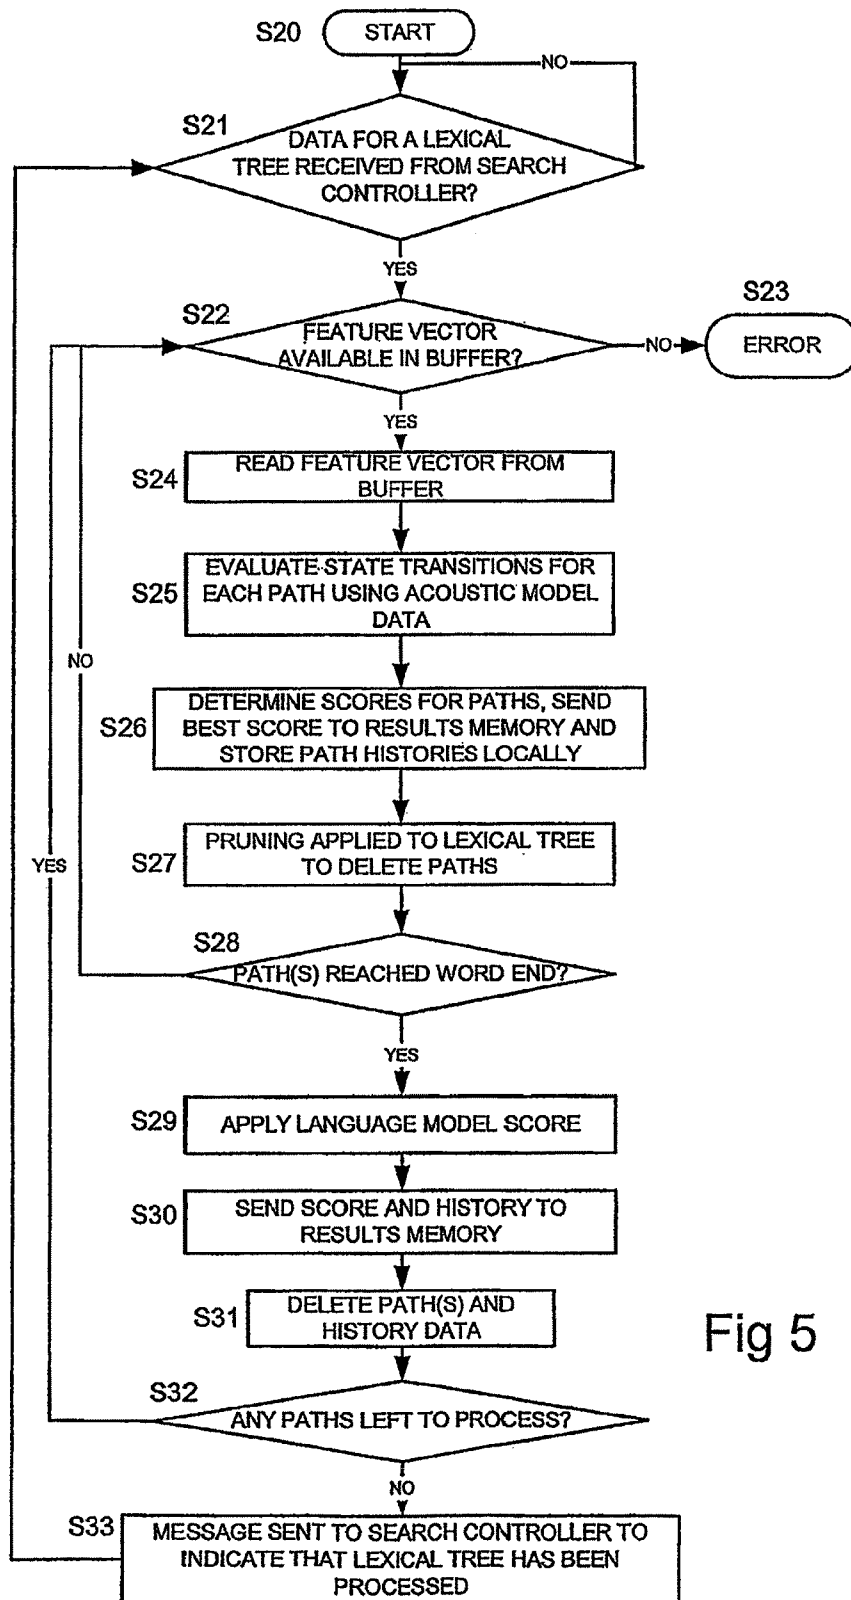 S20
START
NO
S21
DATA FOR A LEXICAL
TREE RECEIVED FROM SEARCH
CONTROLLER?
YES
S22
FEATURE VECTOR
AVAILABLE IN BUFFER?
NO
S23
ERROR
YES
S24
READ FEATURE VECTOR FROM
BUFFER
S25
EVALUATE STATE TRANSITIONS FOR
EACH PATH USING ACOUSTIC MODEL
DATA
NO
S26
DETERMINE SCORES FOR PATHS, SEND
BEST SCORE TO RESULTS MEMORY AND
STORE PATH HISTORIES LOCALLY
S27
PRUNING APPLIED TO LEXICAL TREE
TO DELETE PATHS
YES
S28
PATH(S) REACHED WORD END?
YES
S29
APPLY LANGUAGE MODEL SCORE
S30
SEND SCORE AND HISTORY TO
RESULTS MEMORY
S31
DELETE PATH(S) AND
HISTORY DATA
Fig 5
S32
ANY PATHS LEFT TO PROCESS?
NO
S33
MESSAGE SENT TO SEARCH CONTROLLER TO
INDICATE THAT LEXICAL TREE HAS BEEN
PROCESSED